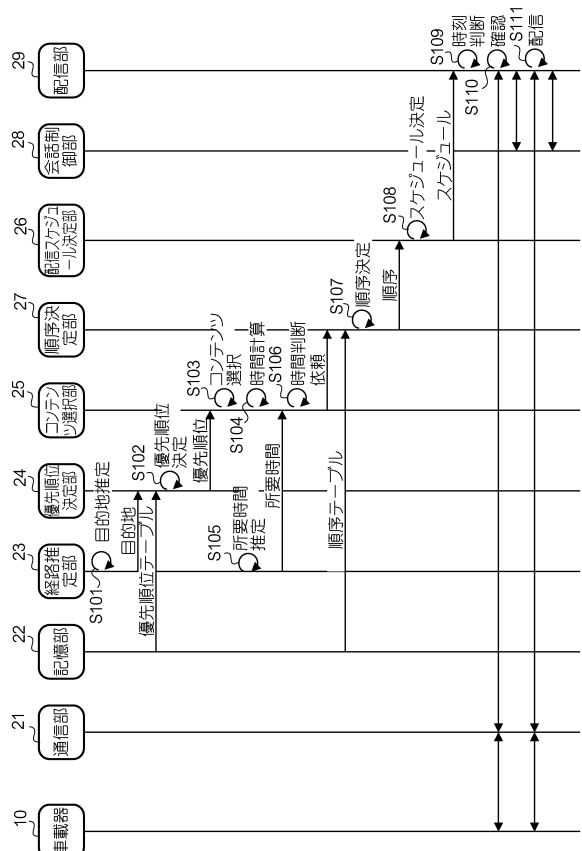 10
車載器
21
通信部
22
記憶部
23
経路推
定部
24
優先順位
決定部
25
コンテン
ツ選択部
27
順序決
定部
26
配信スケジュ
ール決定部
28
会話制
御部
29
配信部
S101
目的地推定
目的地
優先順位テーブル
S102
優先順位
決定
優先順位
S103
コンテンツ
選択
S104
時間計算
S105
所要時間
推定
所要時間
S106
時間判断
依頼
順序テーブル
S107
順序決定
順序
S108
スケジュール決定
スケジュール
S109
時刻
判断
S110
確認
S111
配信